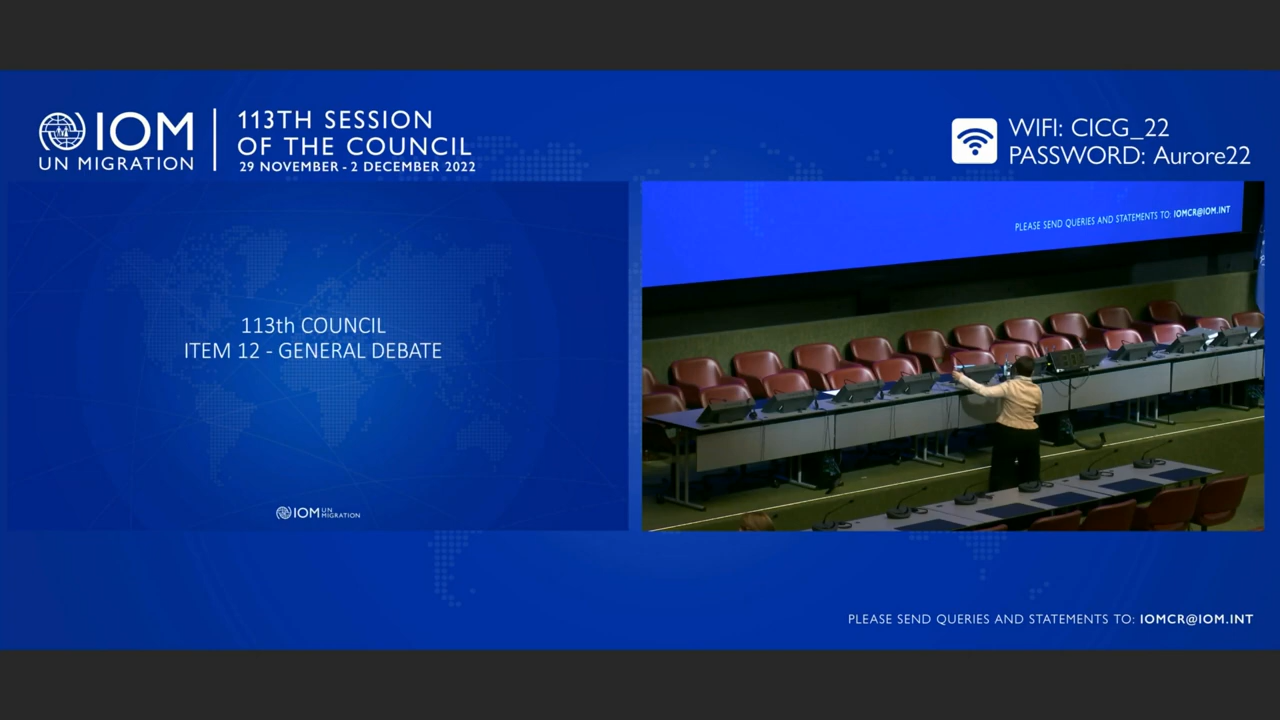 IOM
UN MIGRATION
113TH SESSION
OF THE COUNCIL
29 NOVEMBER - 2 DECEMBER 2022
WIFI: CICG_22
PASSWORD: Aurore22
PLEASE SEND QUERIES AND STATEMENTS TO: IOMCR@IOM.INT
113th COUNCIL
ITEM 12 - GENERAL DEBATE
IOM UN
MIGRATION
PLEASE SEND QUERIES AND STATEMENTS TO: IOMCR@IOM.INT